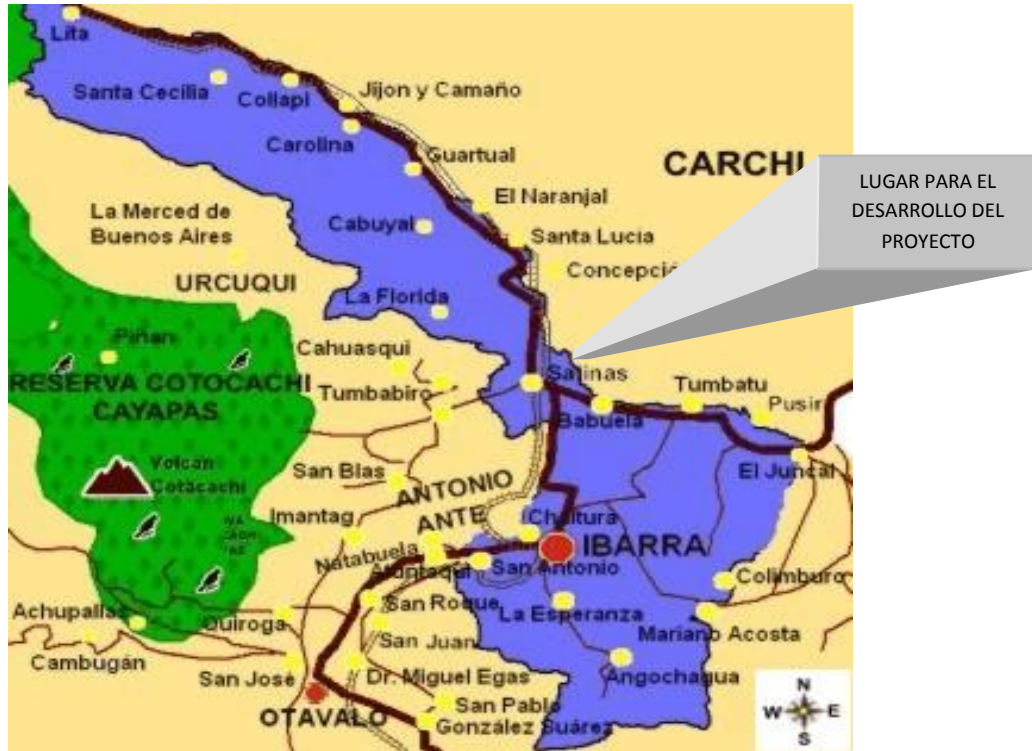 Lita
Santa Cecilia
Collapi
Jijon y Camaño
Carolina
Guartual
CARCHI
LUGAR PARA EL
DESARROLLO DEL
PROYECTO
La Merced de
Buenos Aires
El Naranjal
Cabuyal
Santa Lucía
Concepció
URCUQUI
La Florida
Piñan
Cahuasqui
RESERVA COTOCACHI
CAYAPAS
Tumbabiro
Salinas
Tumbatu
Pusir
Babuela
El Juncal
Volcan
Cotacachi
San Blas
ANTONIO
ANTE
Imantag
Chaltura
IBARRA
Natabuela
Atuntaqui
San Antonio
Colimburo
Achupallas
Quiroga
San Roque
La Esperanza
Mariano Acosta
Cambugán
San Juan
San José
Dr. Miguel Egas
Angochagua
San Pablo
OTAVALO
González Suárez
N
W
E
S